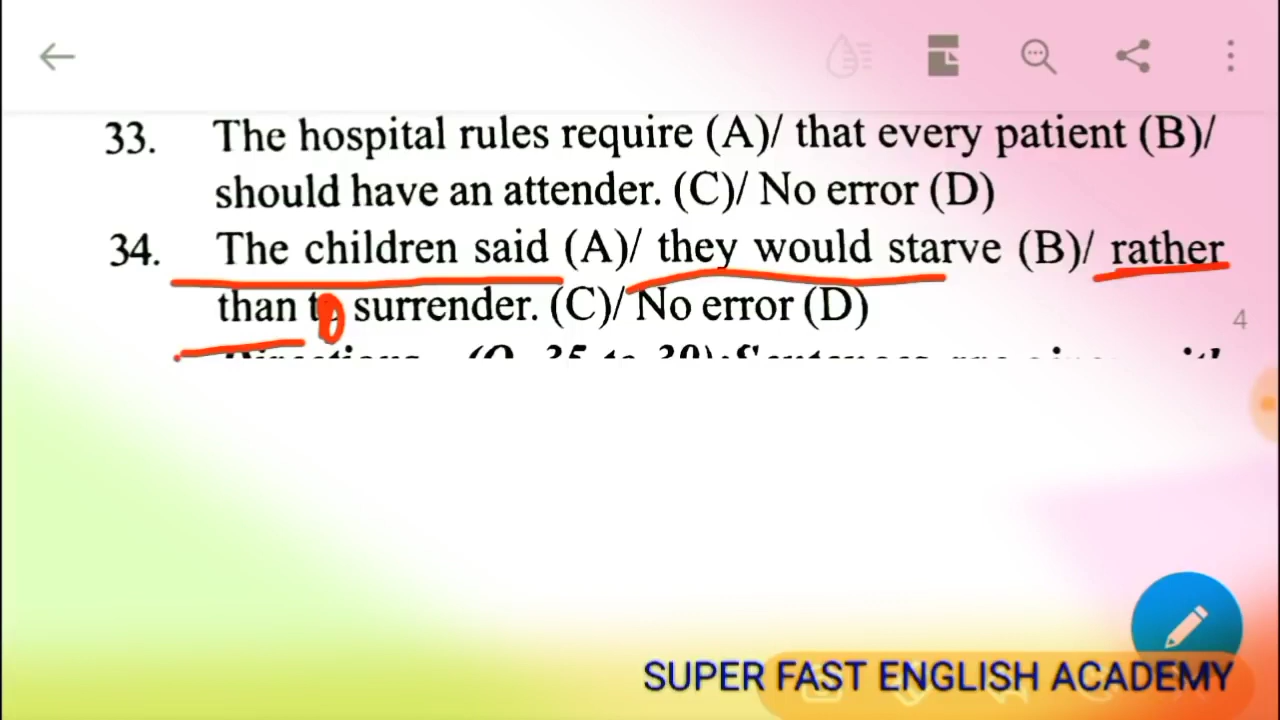 33. The hospital rules require (A)/ that every patient (B)/
should have an attender. (C)/ No error (D)
34. The children said (A)/ they would starve (B)/ rather
than to surrender. (C)/ No error (D)
4
SUPER FAST ENGLISH ACADEMY